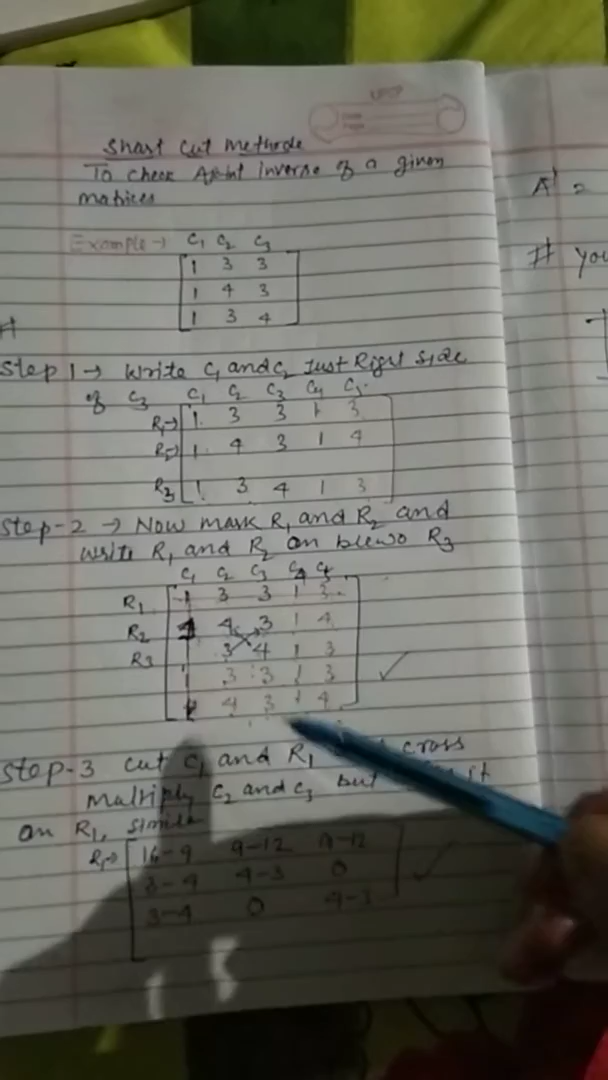 Short cut methode
To check Adjoint inverse of a given
matrices
Example → C1 C2 C3
1 3 3
1 4 3
1 3 4
#
Step 1 → Write C1 and C2 Just Right side
of C3
C1 C2 C3 C4 C5
R1→ 1 3 3 1 3
R2→ 1 4 3 1 4
R3 1 3 4 1 3
Step-2 → Now mark R1 and R2 and
write R1 and R2 on blewo R3
C1 C2 C3 C4 C5
R1 1 3 3 1 3
R2 1 4 3 1 4
R3 3 4 1 3
1 3 3 1 3
1 4 3 1 4
Step-3 cut C1 and R1 cross
multiply C2 and C3 but it
on R1,
R1→ 16-9 9-12 9-12
3-4 4-3 0
3-4 0 4-3
A' =
# You